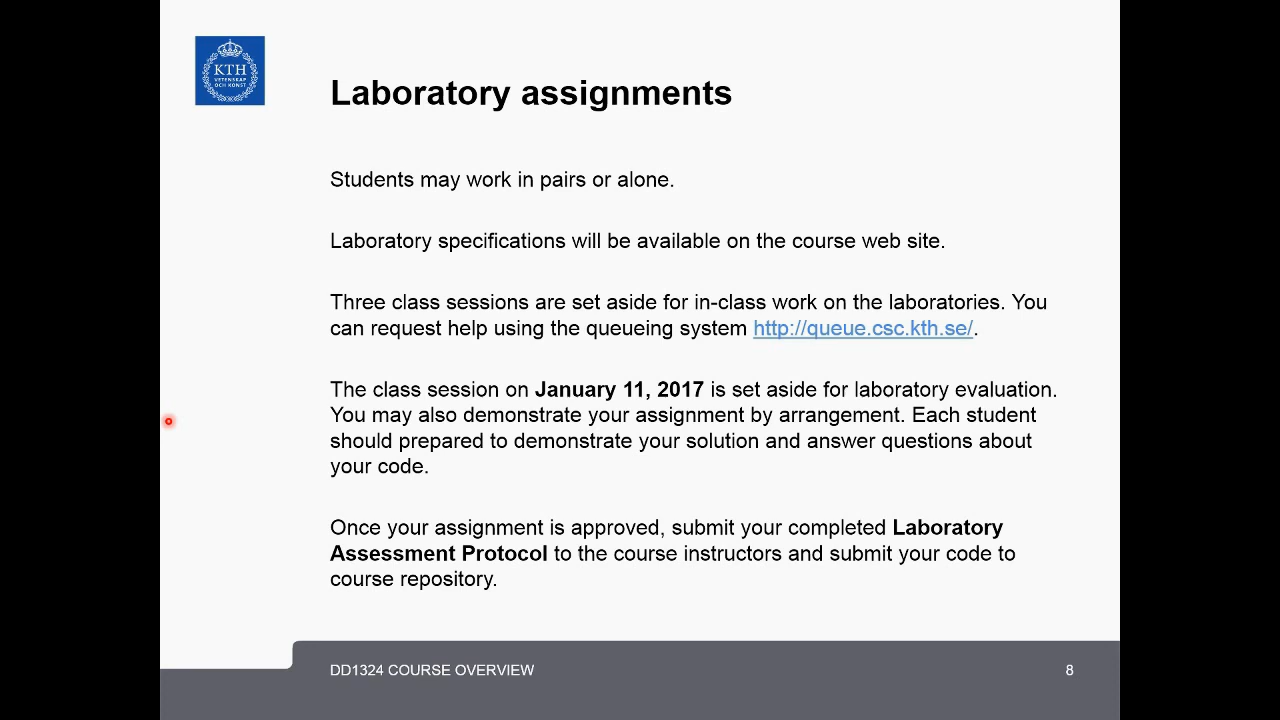 KTH
VETENSKAP
OCH KONST
Laboratory assignments
Students may work in pairs or alone.
Laboratory specifications will be available on the course web site.
Three class sessions are set aside for in-class work on the laboratories. You
can request help using the queueing system http://queue.csc.kth.se/.
The class session on January 11, 2017 is set aside for laboratory evaluation.
You may also demonstrate your assignment by arrangement. Each student
should prepared to demonstrate your solution and answer questions about
your code.
Once your assignment is approved, submit your completed Laboratory
Assessment Protocol to the course instructors and submit your code to
course repository.
DD1324 COURSE OVERVIEW
8